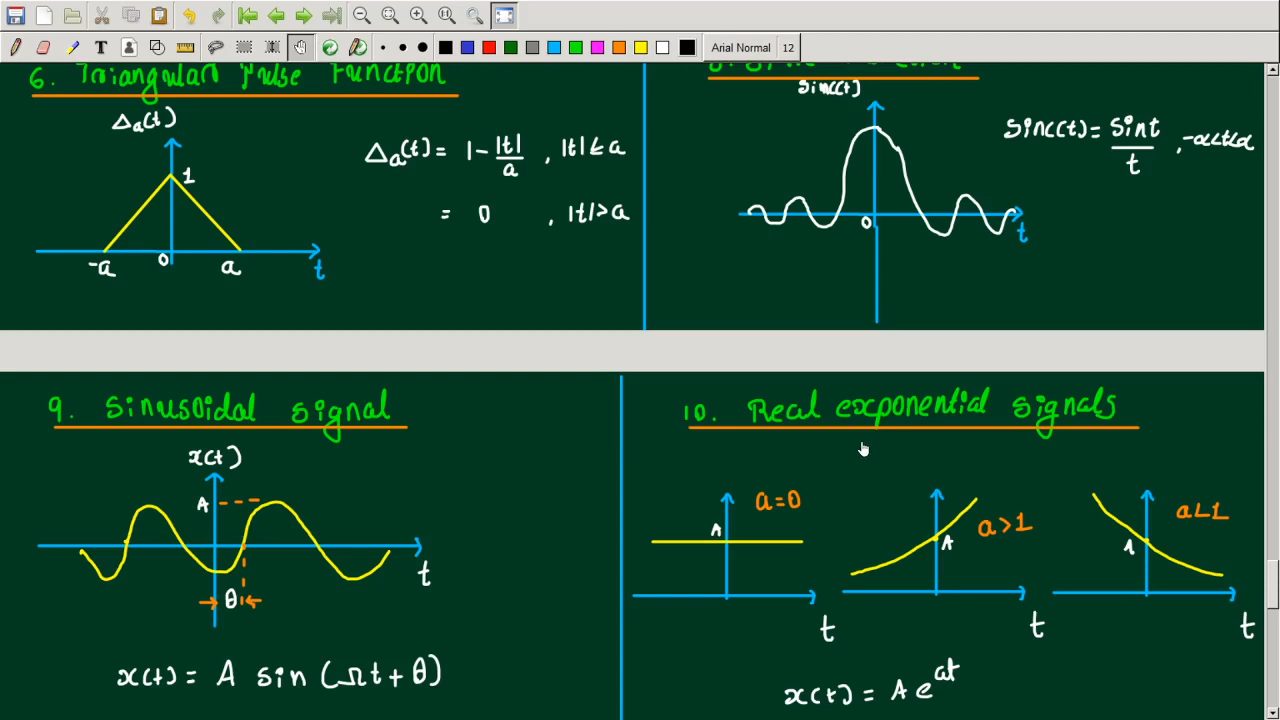 Arial Normal 12
6. Triangular Pulse Function
Δa(t)
1
-a 0 a t
Δa(t) = 1 - |t|/a , |t| ≤ a
= 0 , |t| > a
sinc(t)
0 t
sinc(t) = sint/t , -∝<t<∝
9. Sinusoidal signal
x(t)
A
θ
t
x(t) = A sin (Ωt + θ)
10. Real exponential signals
a=0
A
t
a>1
A
t
a<1
t
x(t) = A e^at